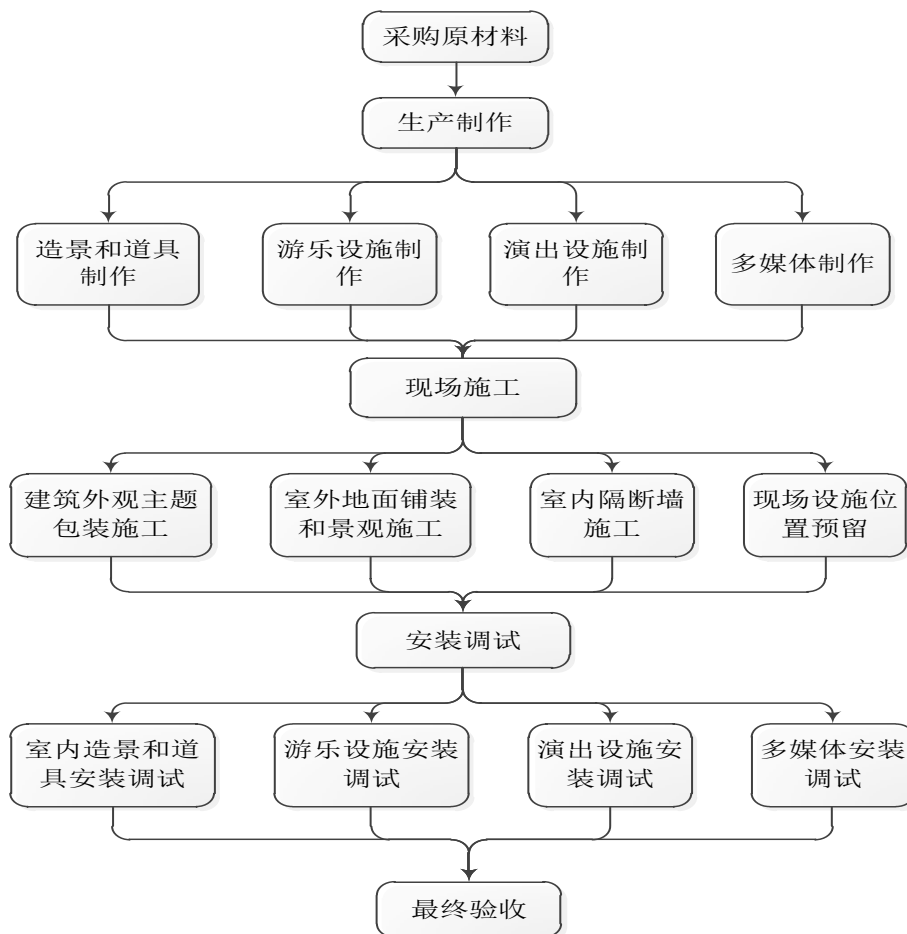 采购原材料
生产制作
造景和道具
制作
游乐设施制
作
演出设施制
作
多媒体制作
现场施工
建筑外观主题
包装施工
室外地面铺装
和景观施工
室内隔断墙
施工
现场设施位
置预留
安装调试
室内造景和道
具安装调试
游乐设施安装
调试
演出设施安
装调试
多媒体安装
调试
最终验收